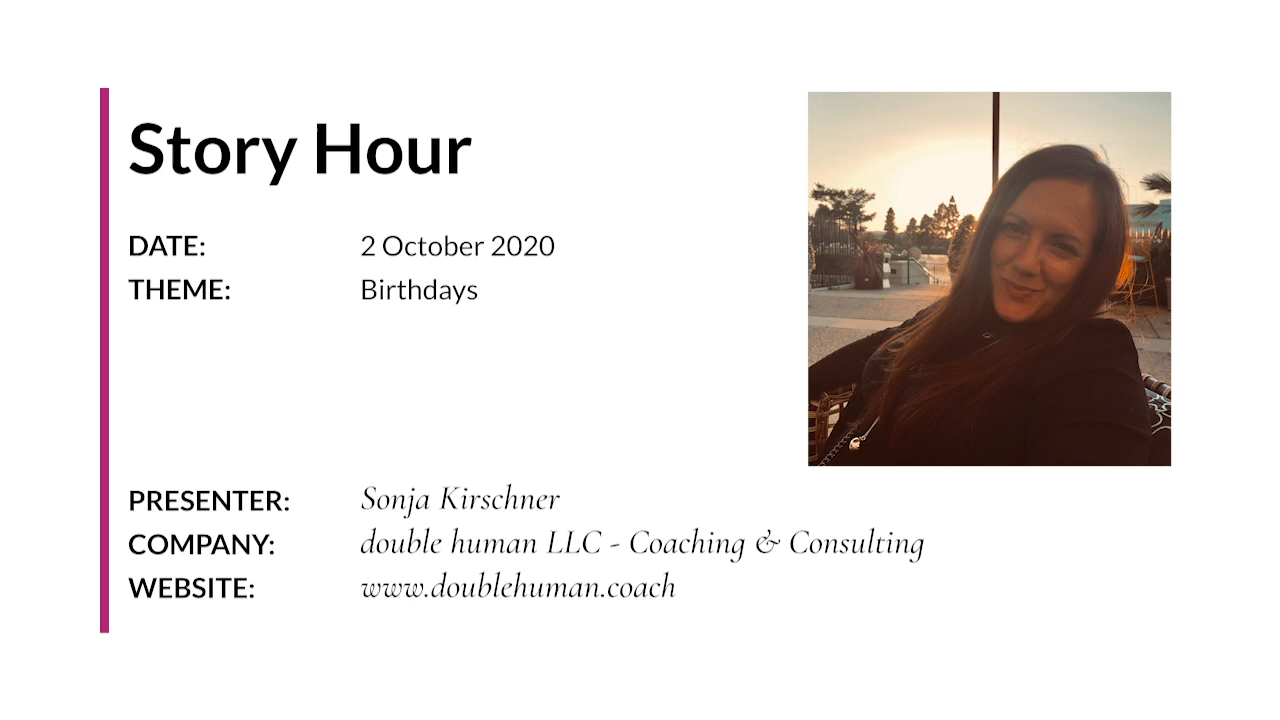 Story Hour
DATE: 2 October 2020
THEME: Birthdays
PRESENTER: Sonja Kirschner
COMPANY: double human LLC - Coaching & Consulting
WEBSITE: www.doublehuman.coach